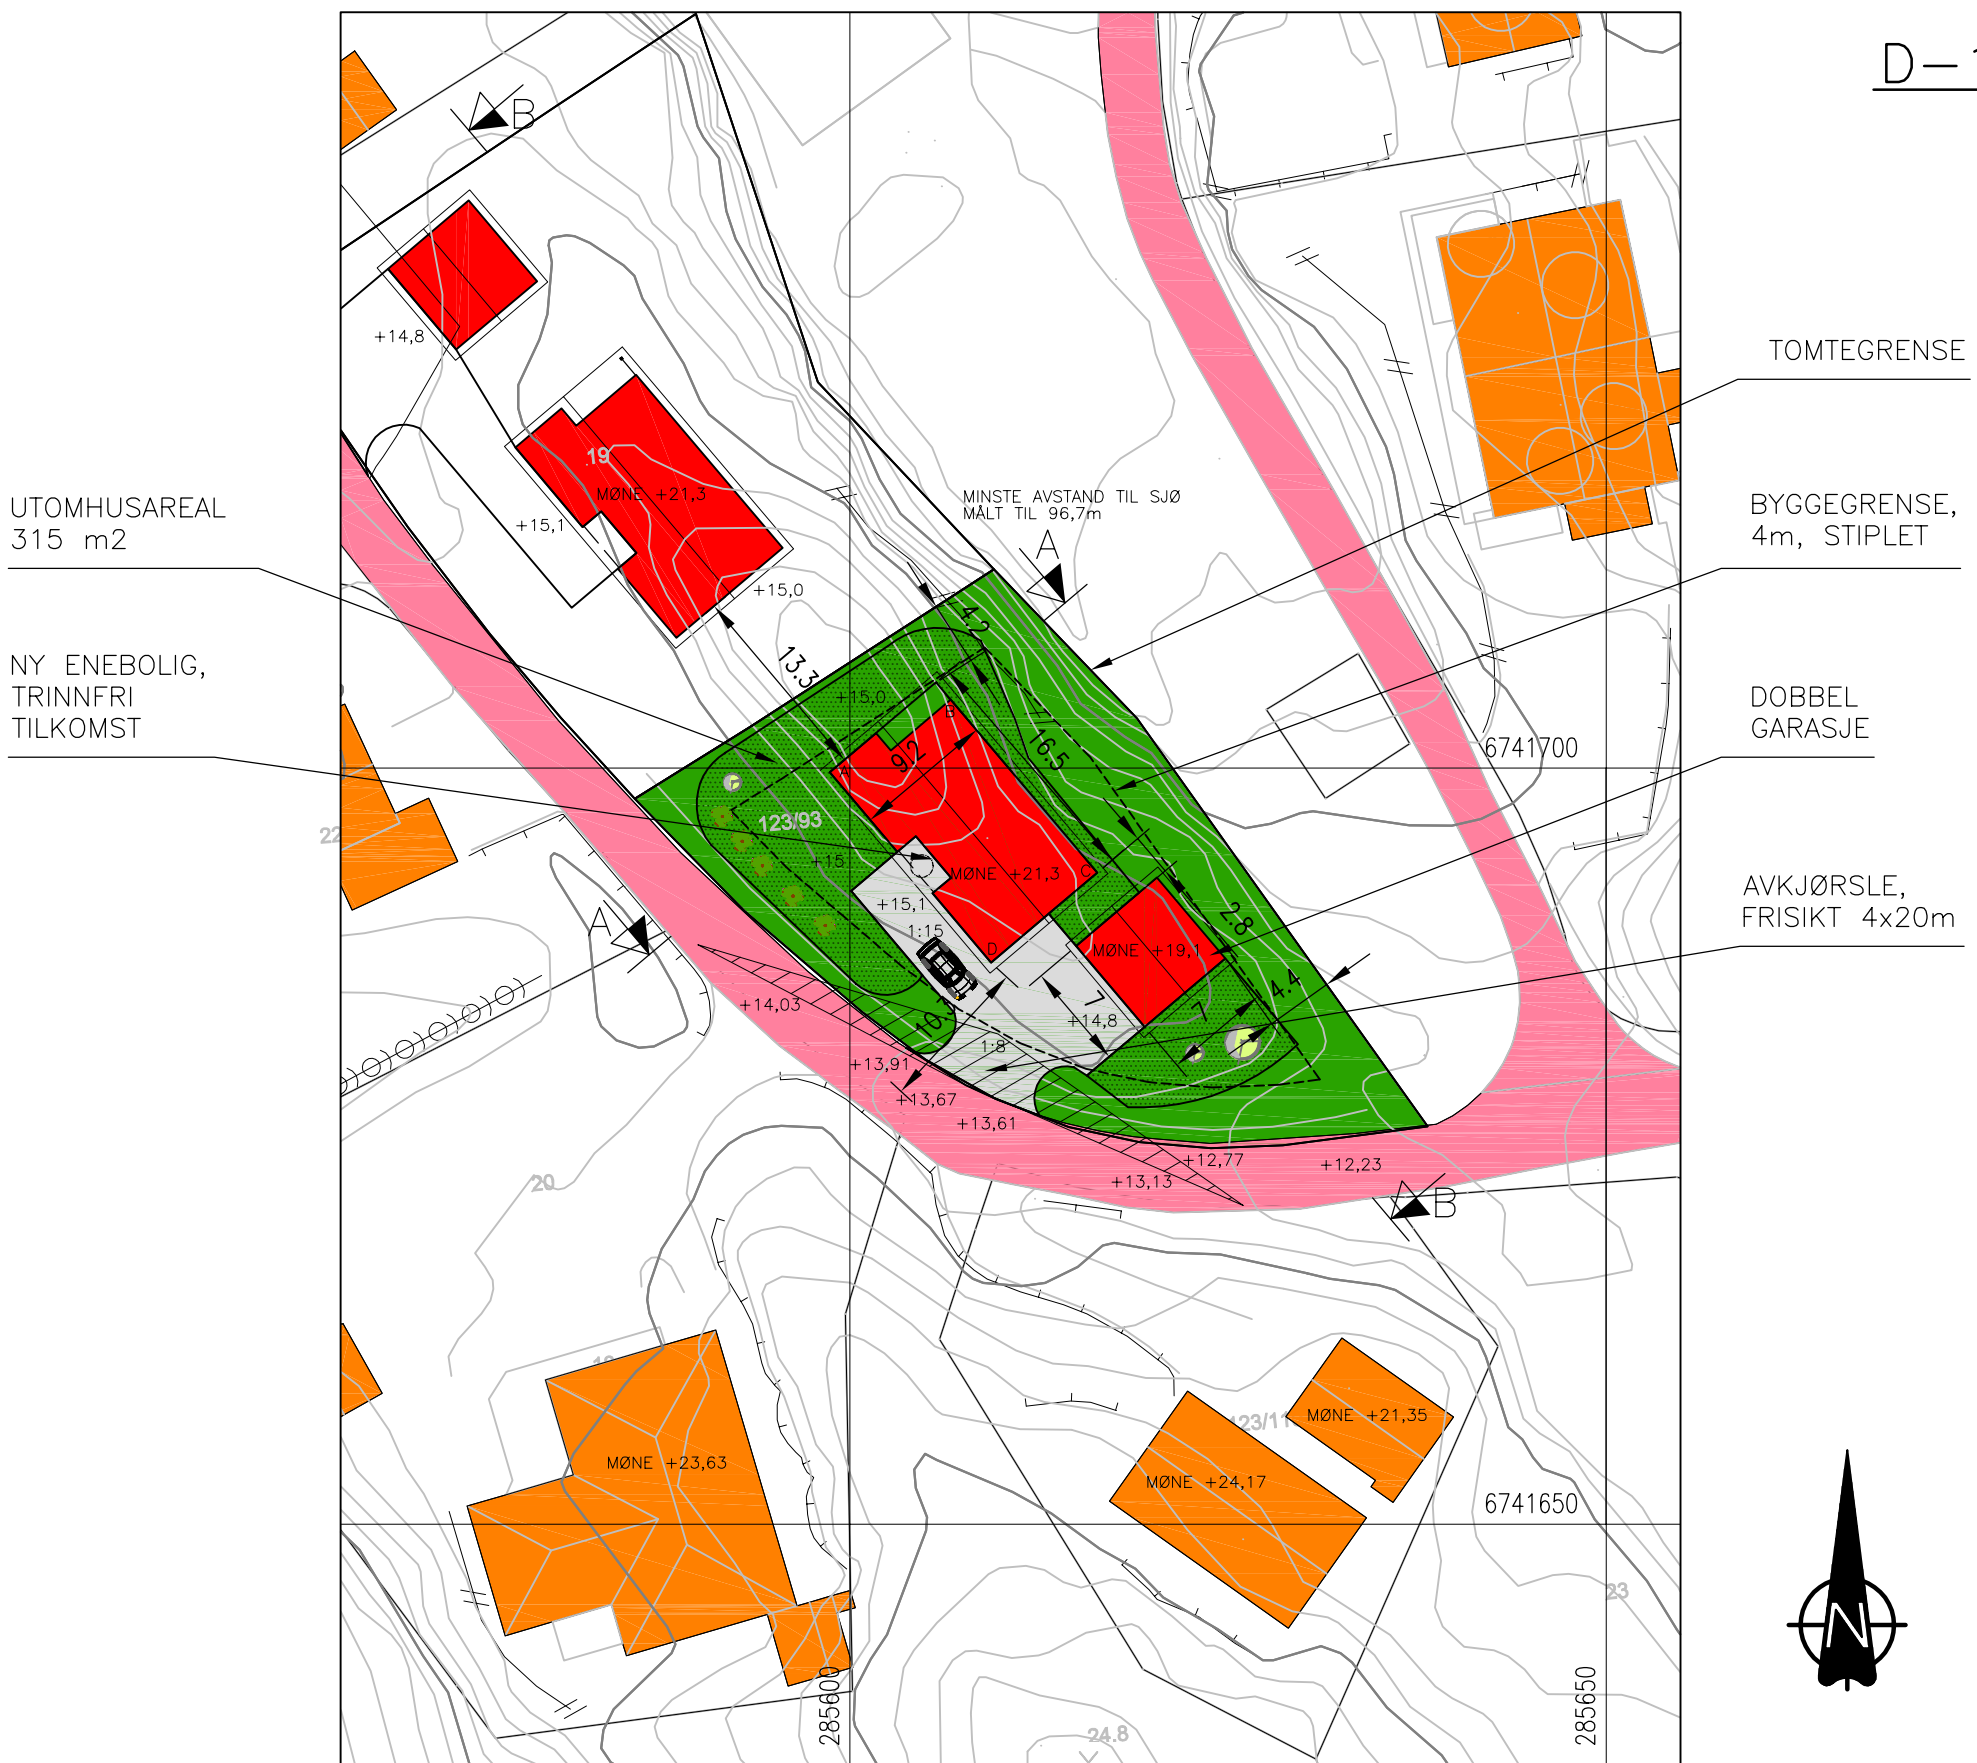 D-1
B
TOMTEGRENSE
+14,8
19
MØNE +21,3
+15,1
+15,0
MINSTE AVSTAND TIL SJØ
MÅLT TIL 96,7m
A
UTOMHUSAREAL
315 m2
BYGGEGRENSE,
4m, STIPLET
4.2
13.3
NY ENEBOLIG,
TRINNFRI
TILKOMST
+15,0
B
16.5
9.2
A
DOBBEL
GARASJE
6741700
123/93
+15
22
MØNE +21,3
C
+15,1
1:15
2.8
AVKJØRSLE,
FRISIKT 4x20m
A
D
MØNE +19,1
4.4
7
7
+14,03
+14,8
1:8
+13,91
+13,67
+13,61
+12,77
+12,23
+13,13
20
B
MØNE +21,35
MØNE +23,63
MØNE +24,17
6741650
23
285600
285650
24.8
N